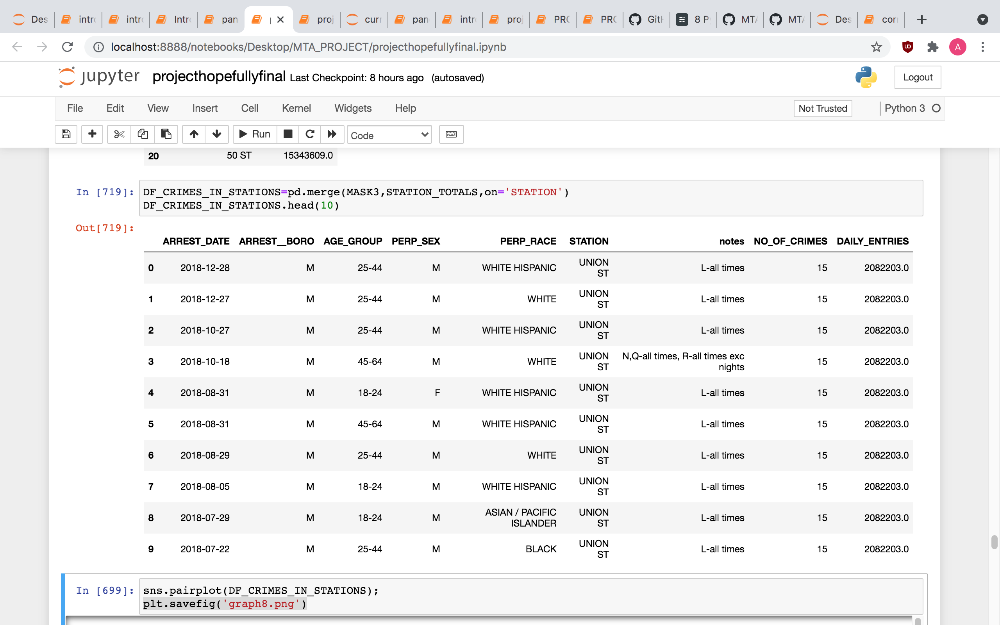 Des intr intr Intr pan proj curr pan intr proj PRO PRO Git 8 P MTA MTA Des cor
localhost:8888/notebooks/Desktop/MTA_PROJECT/projecthopefullyfinal.ipynb
A
jupyter projecthopefullyfinal Last Checkpoint: 8 hours ago (autosaved)
Logout
File Edit View Insert Cell Kernel Widgets Help
Not Trusted
Python 3
Run
Code
20 50 ST 15343609.0
In [719]: DF_CRIMES_IN_STATIONS=pd.merge(MASK3,STATION_TOTALS,on='STATION')
DF_CRIMES_IN_STATIONS.head(10)
Out[719]:
ARREST_DATE ARREST__BORO AGE_GROUP PERP_SEX PERP_RACE STATION notes NO_OF_CRIMES DAILY_ENTRIES
0 2018-12-28 M 25-44 M WHITE HISPANIC UNION ST L-all times 15 2082203.0
1 2018-12-27 M 25-44 M WHITE UNION ST L-all times 15 2082203.0
2 2018-10-27 M 25-44 M WHITE HISPANIC UNION ST L-all times 15 2082203.0
3 2018-10-18 M 45-64 M WHITE UNION ST N,Q-all times, R-all times exc nights 15 2082203.0
4 2018-08-31 M 18-24 F WHITE HISPANIC UNION ST L-all times 15 2082203.0
5 2018-08-31 M 45-64 M WHITE HISPANIC UNION ST L-all times 15 2082203.0
6 2018-08-29 M 25-44 M WHITE UNION ST L-all times 15 2082203.0
7 2018-08-05 M 18-24 M WHITE HISPANIC UNION ST L-all times 15 2082203.0
8 2018-07-29 M 18-24 M ASIAN / PACIFIC ISLANDER UNION ST L-all times 15 2082203.0
9 2018-07-22 M 25-44 M BLACK UNION ST L-all times 15 2082203.0
In [699]: sns.pairplot(DF_CRIMES_IN_STATIONS);
plt.savefig('graph8.png')